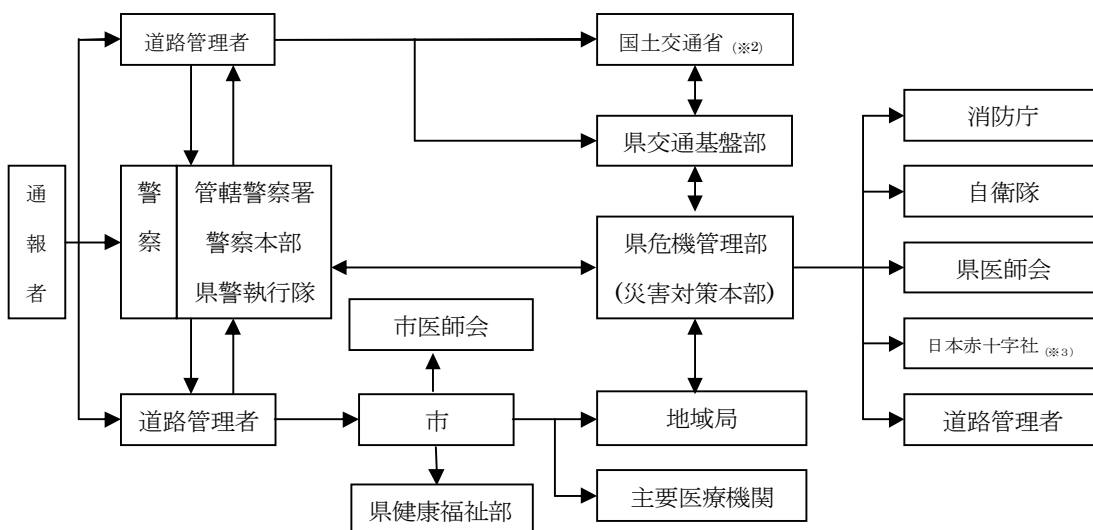 道路管理者
国土交通省 (※2)
県交通基盤部
消防庁
自衛隊
通報者
警察
管轄警察署
警察本部
県警執行隊
県危機管理部
(災害対策本部)
県医師会
市医師会
日本赤十字社 (※3)
道路管理者
市
地域局
道路管理者
県健康福祉部
主要医療機関